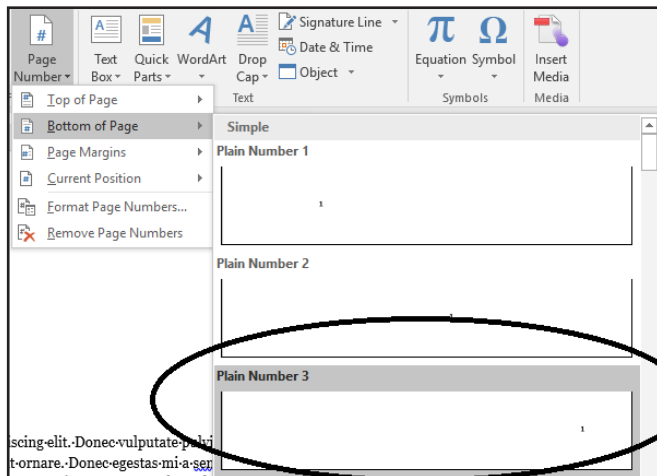 Page Number
Text Box
Quick Parts
WordArt
Drop Cap
Signature Line
Date & Time
Object
Equation
Symbol
Insert Media
Text
Symbols
Media
Top of Page
Bottom of Page
Page Margins
Current Position
Format Page Numbers...
Remove Page Numbers
Simple
Plain Number 1
1
Plain Number 2
Plain Number 3
1
iscing·elit.·Donec·vulputate
t·ornare.·Donec·egestas·mi·a·sen